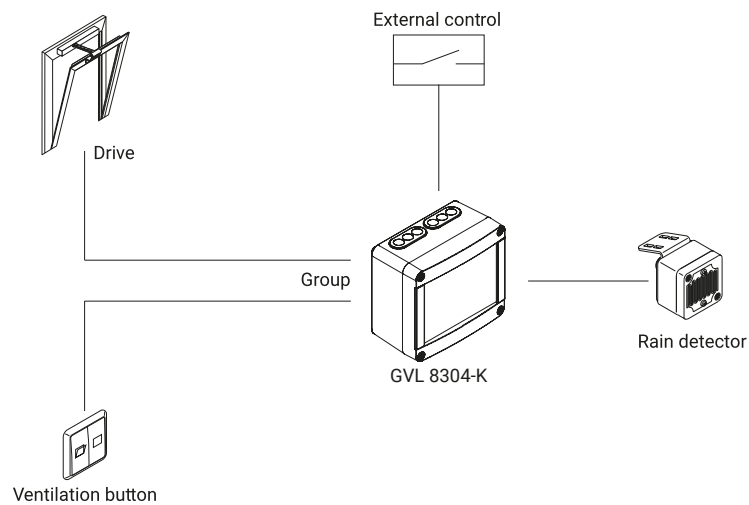 External control
Drive
Group
Rain detector
GVL 8304-K
Ventilation button